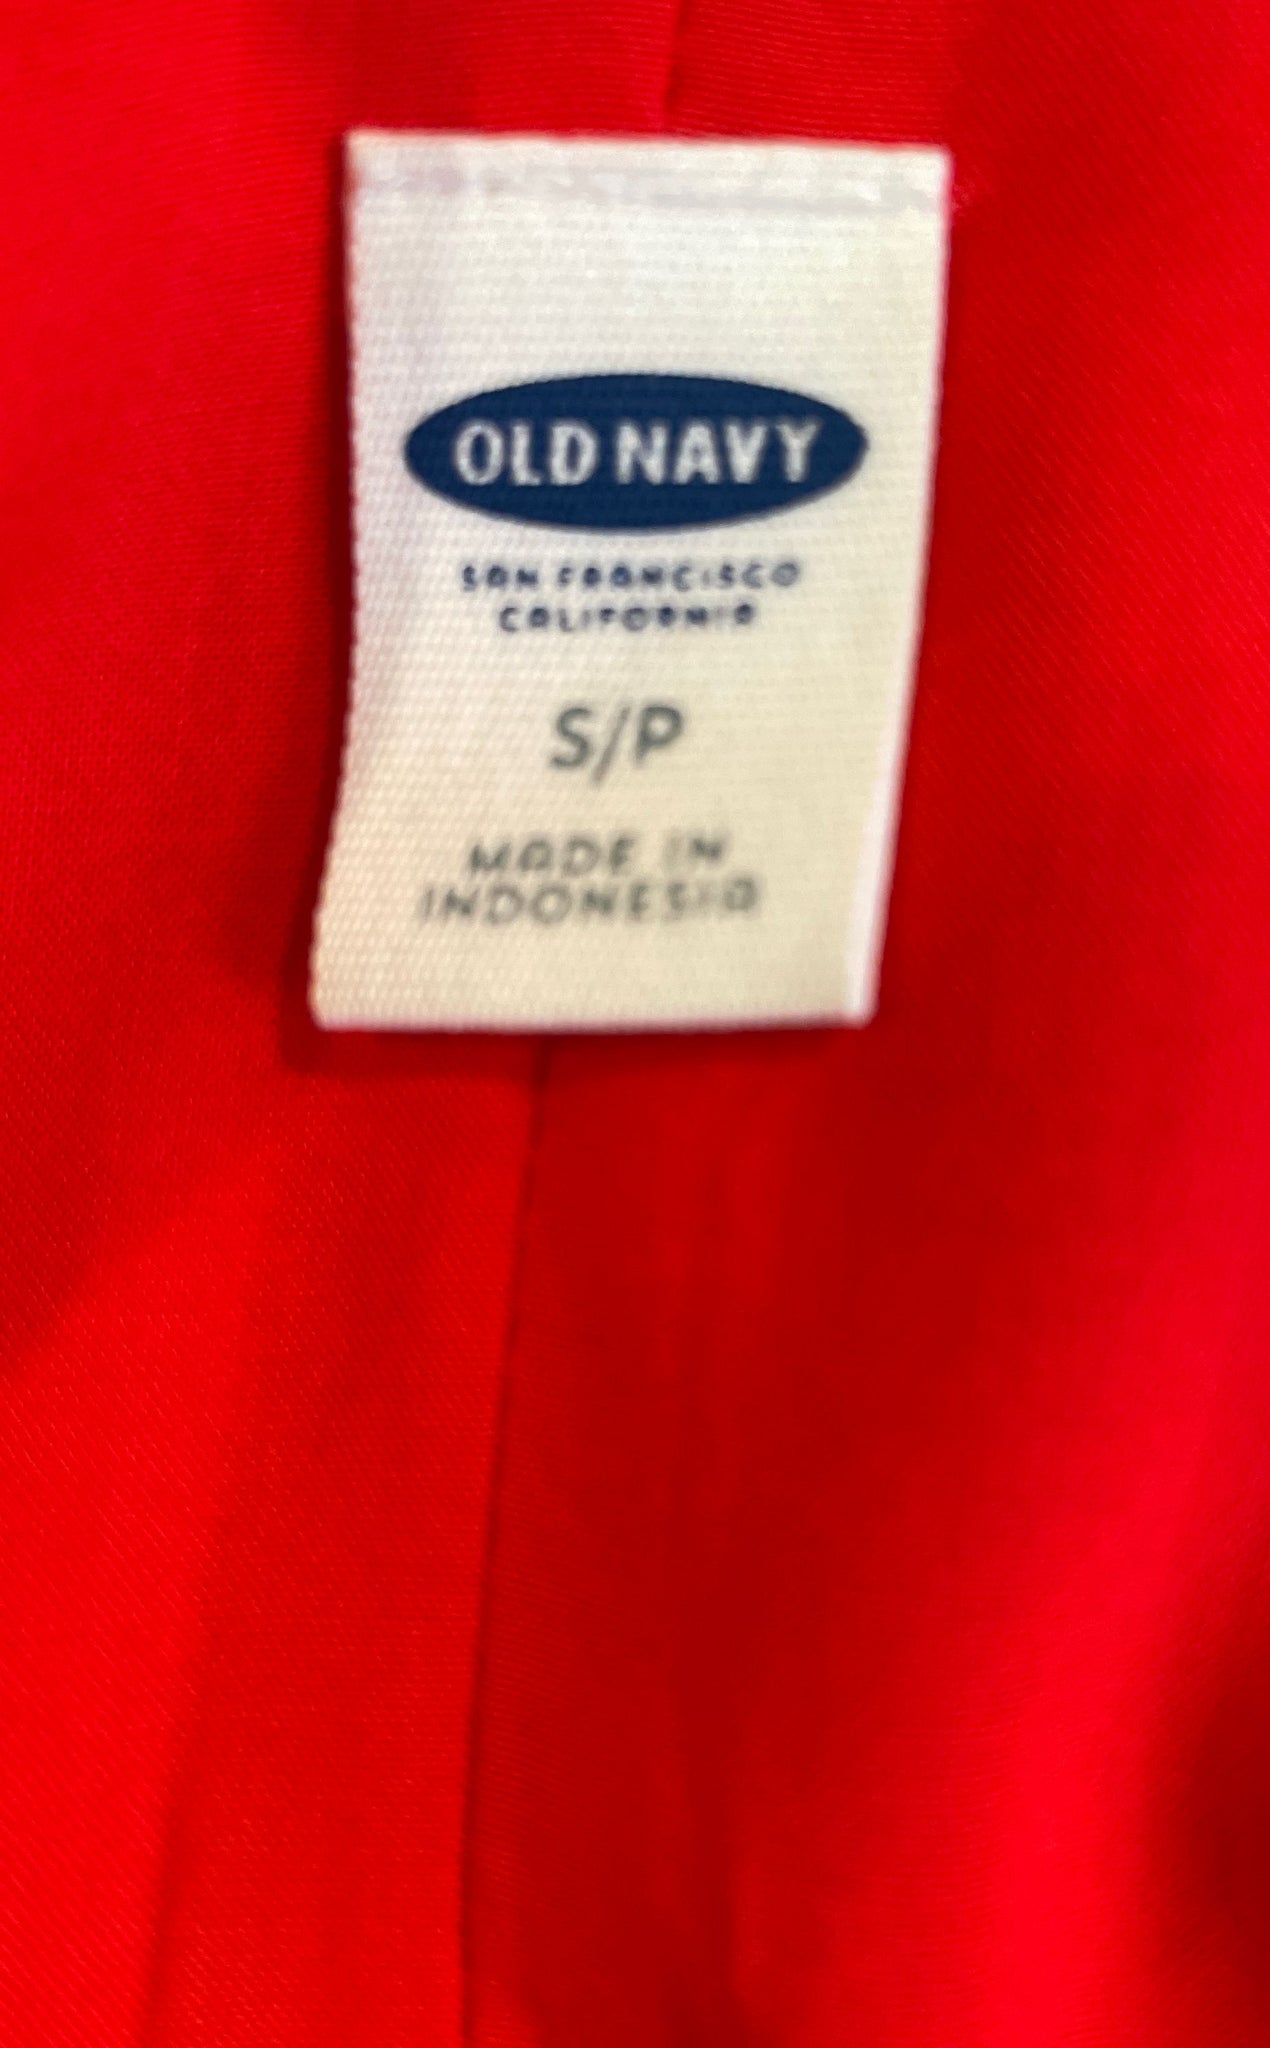 OLD NAVY
SAN FRANCISCO
CALIFORNIA
S/P
MADE IN
INDONESIA